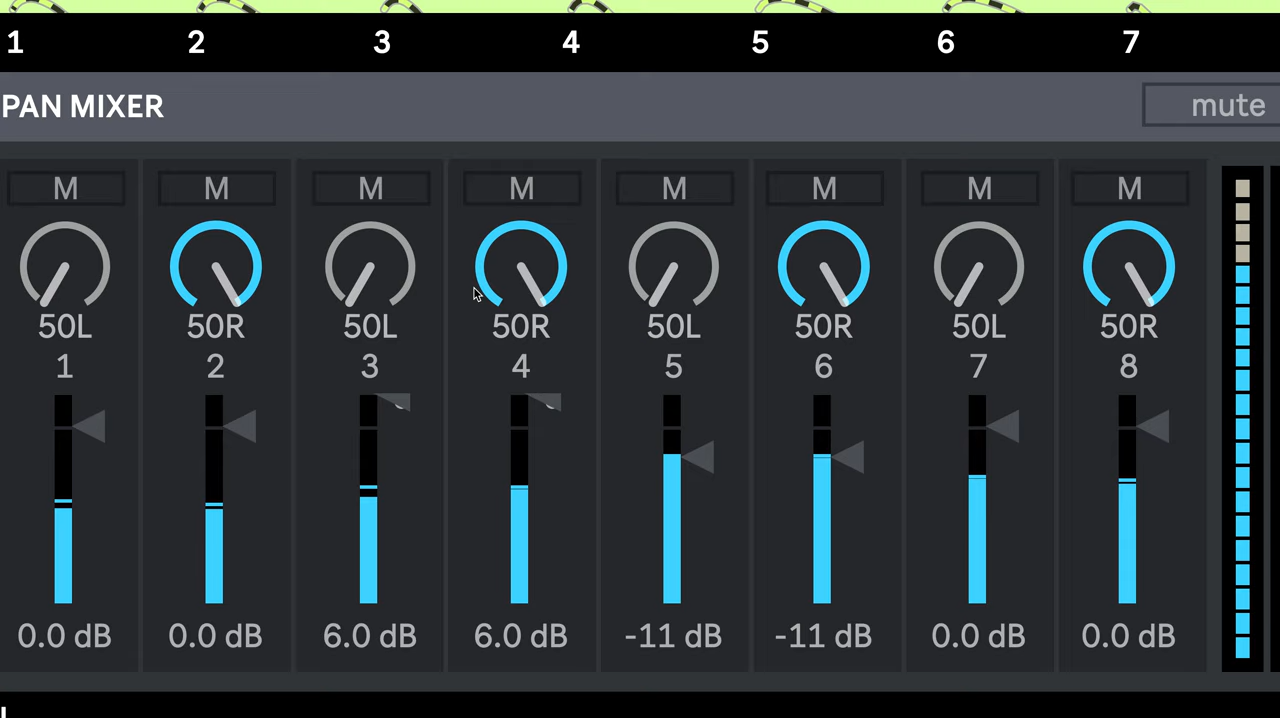 1 2 3 4 5 6 7
PAN MIXER mute
M M M M M M M M
50L 50R 50L 50R 50L 50R 50L 50R
1 2 3 4 5 6 7 8
0.0 dB 0.0 dB 6.0 dB 6.0 dB -11 dB -11 dB 0.0 dB 0.0 dB